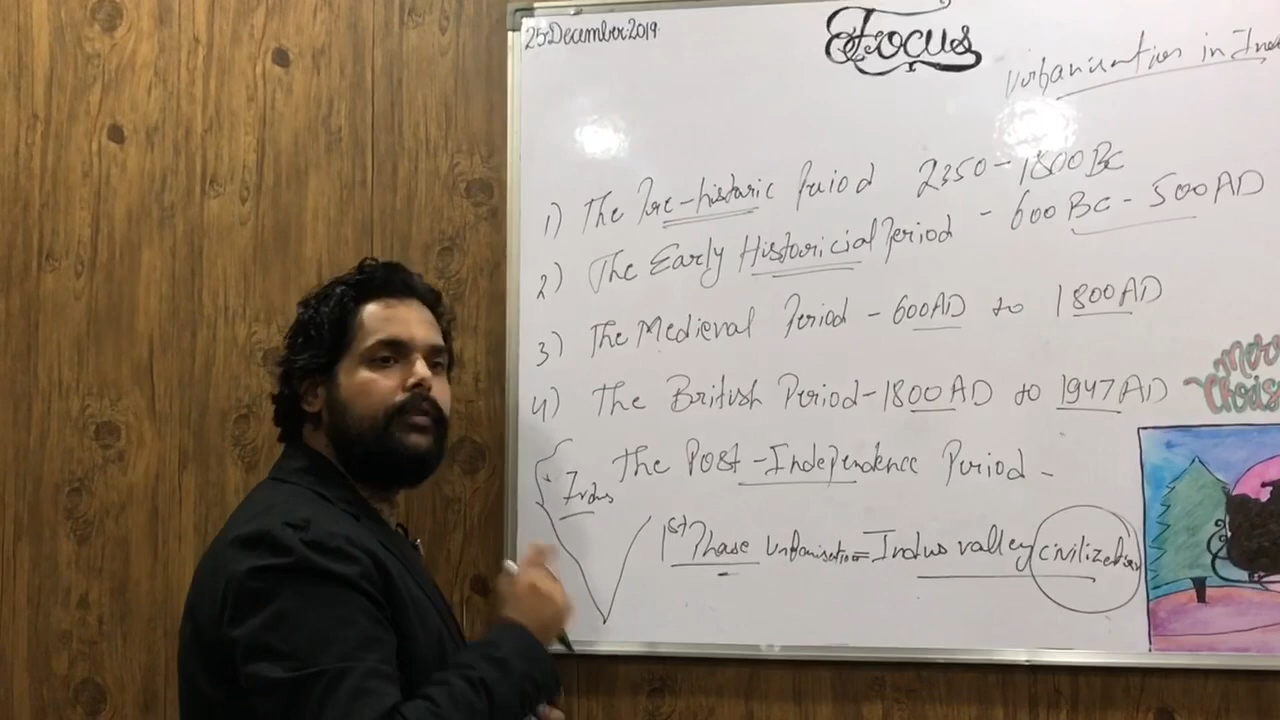 25 December 2019
Focus
Urbanisation in
1) The Pre-historic Period 2350-1800 BC
2) The Early Historicial Period - 600 BC - 500 AD
3) The Medieval Period - 600 AD to 1800 AD
4) The British Period - 1800 AD to 1947 AD
The Post-Independence Period -
Indus
1st Phase Urbanisation = Indus valley civilization